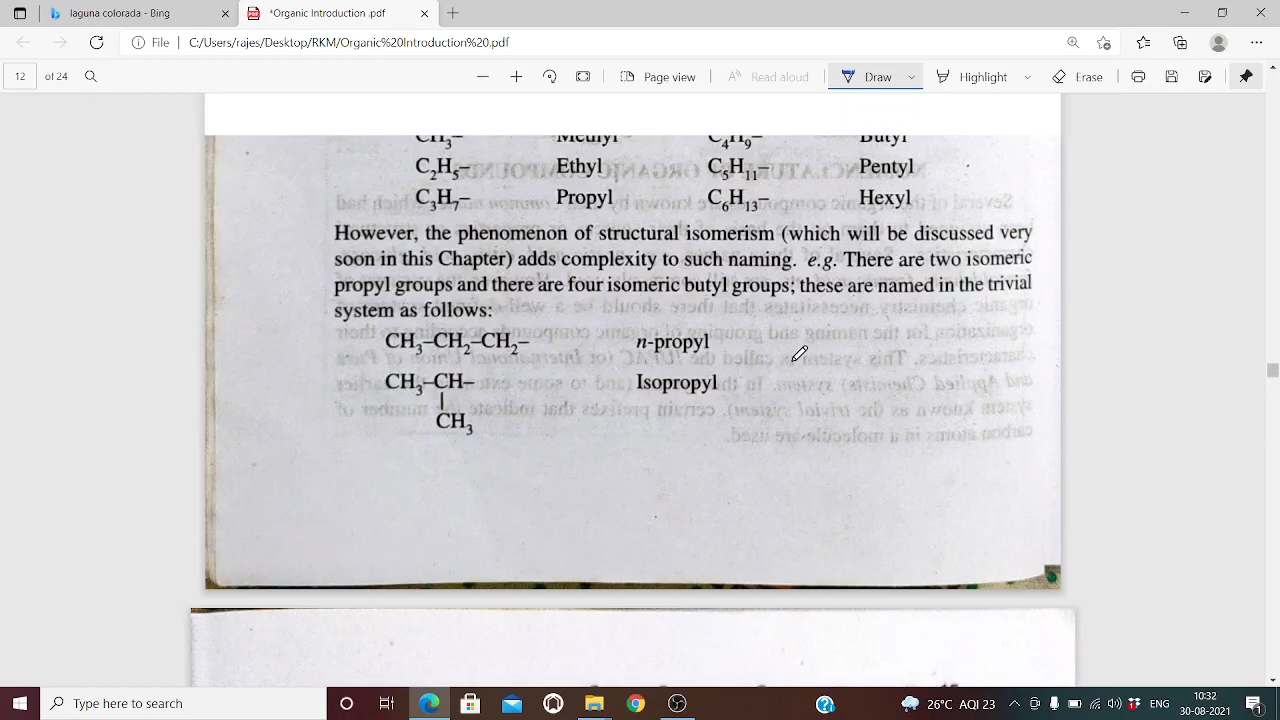 laguna colorada - Bing
*Organic Introduction.pdf
File
C:/Users/rajes/Desktop/RKM/Organic%20Introduction%20.pdf
12 of 24
Page view
Read aloud
Draw
Highlight
Erase
CH3– Methyl C4H9– Butyl
C2H5– Ethyl C5H11– Pentyl
C3H7– Propyl C6H13– Hexyl
However, the phenomenon of structural isomerism (which will be discussed very
soon in this Chapter) adds complexity to such naming. e.g. There are two isomeric
propyl groups and there are four isomeric butyl groups; these are named in the trivial
system as follows:
CH3–CH2–CH2– n-propyl
CH3–CH– Isopropyl
|
CH3
Type here to search
26°C AQI 23
ENG
10:32
30-08-2021